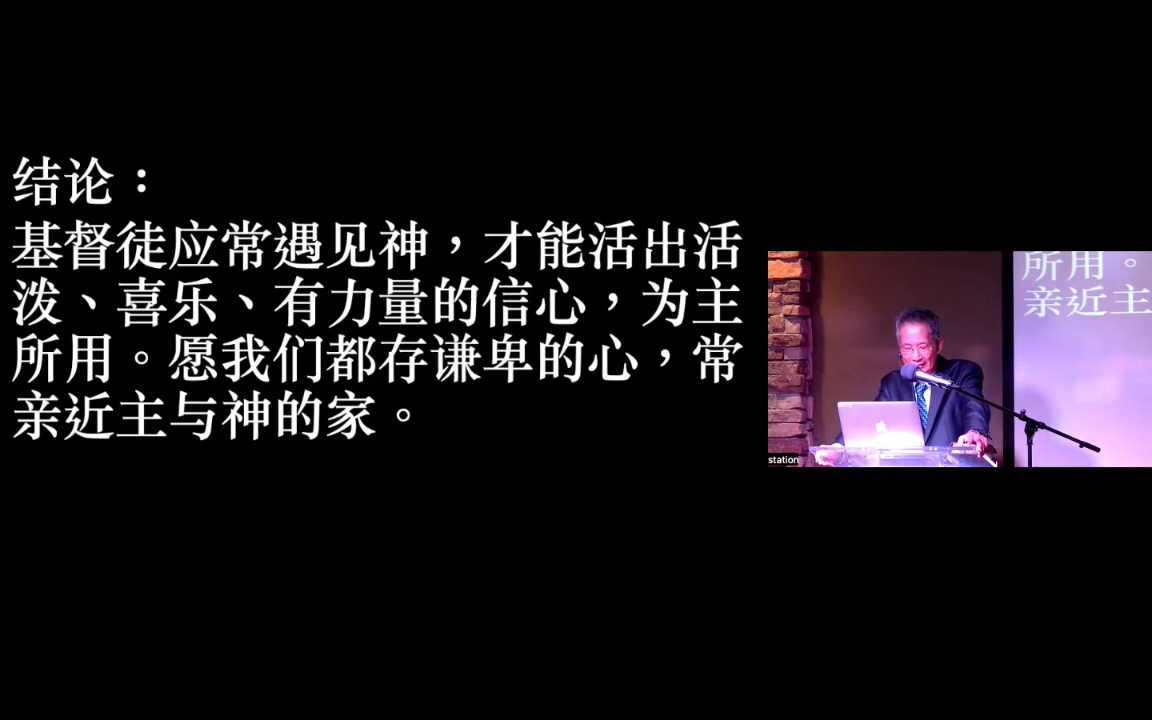 结论：
基督徒应常遇见神，才能活出活
泼、喜乐、有力量的信心，为主
所用。愿我们都存谦卑的心，常
亲近主与神的家。
所用。
亲近主
station